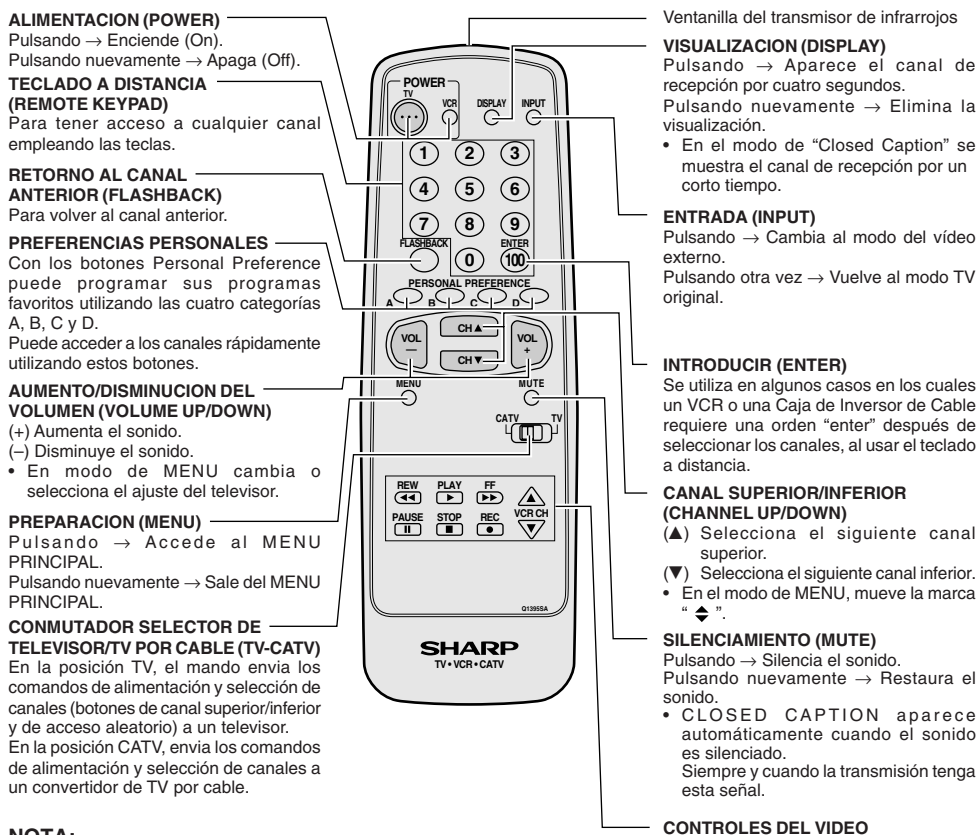 ALIMENTACION (POWER)
Pulsando → Enciende (On).
Pulsando nuevamente → Apaga (Off).
TECLADO A DISTANCIA
(REMOTE KEYPAD)
Para tener acceso a cualquier canal
empleando las teclas.
RETORNO AL CANAL
ANTERIOR (FLASHBACK)
Para volver al canal anterior.
PREFERENCIAS PERSONALES
Con los botones Personal Preference
puede programar sus programas
favoritos utilizando las cuatro categorías
A, B, C y D.
Puede acceder a los canales rápidamente
utilizando estos botones.
AUMENTO/DISMINUCION DEL
VOLUMEN (VOLUME UP/DOWN)
(+) Aumenta el sonido.
(–) Disminuye el sonido.
• En modo de MENU cambia o
selecciona el ajuste del televisor.
PREPARACION (MENU)
Pulsando → Accede al MENU
PRINCIPAL.
Pulsando nuevamente → Sale del MENU
PRINCIPAL.
CONMUTADOR SELECTOR DE
TELEVISOR/TV POR CABLE (TV-CATV)
En la posición TV, el mando envia los
comandos de alimentación y selección de
canales (botones de canal superior/inferior
y de acceso aleatorio) a un televisor.
En la posición CATV, envia los comandos
de alimentación y selección de canales a
un convertidor de TV por cable.
NOTA:
POWER
TV
VCR
DISPLAY
INPUT
1 2 3
4 5 6
7 8 9
FLASHBACK
ENTER
0 100
PERSONAL PREFERENCE
A B C D
VOL
—
CH ▲
VOL
+
CH ▼
MENU
MUTE
CATV TV
REW PLAY FF
◀◀ ▶ ▶▶
VCR CH
PAUSE STOP REC
Q1395SA
SHARP
TV • VCR • CATV
Ventanilla del transmisor de infrarrojos
VISUALIZACION (DISPLAY)
Pulsando → Aparece el canal de
recepción por cuatro segundos.
Pulsando nuevamente → Elimina la
visualización.
• En el modo de “Closed Caption” se
muestra el canal de recepción por un
corto tiempo.
ENTRADA (INPUT)
Pulsando → Cambia al modo del vídeo
externo.
Pulsando otra vez → Vuelve al modo TV
original.
INTRODUCIR (ENTER)
Se utiliza en algunos casos en los cuales
un VCR o una Caja de Inversor de Cable
requiere una orden “enter” después de
seleccionar los canales, al usar el teclado
a distancia.
CANAL SUPERIOR/INFERIOR
(CHANNEL UP/DOWN)
(▲) Selecciona el siguiente canal
superior.
(▼) Selecciona el siguiente canal inferior.
• En el modo de MENU, mueve la marca
“ ⬘ ”.
SILENCIAMIENTO (MUTE)
Pulsando → Silencia el sonido.
Pulsando nuevamente → Restaura el
sonido.
• CLOSED CAPTION aparece
automáticamente cuando el sonido
es silenciado.
Siempre y cuando la transmisión tenga
esta señal.
CONTROLES DEL VIDEO